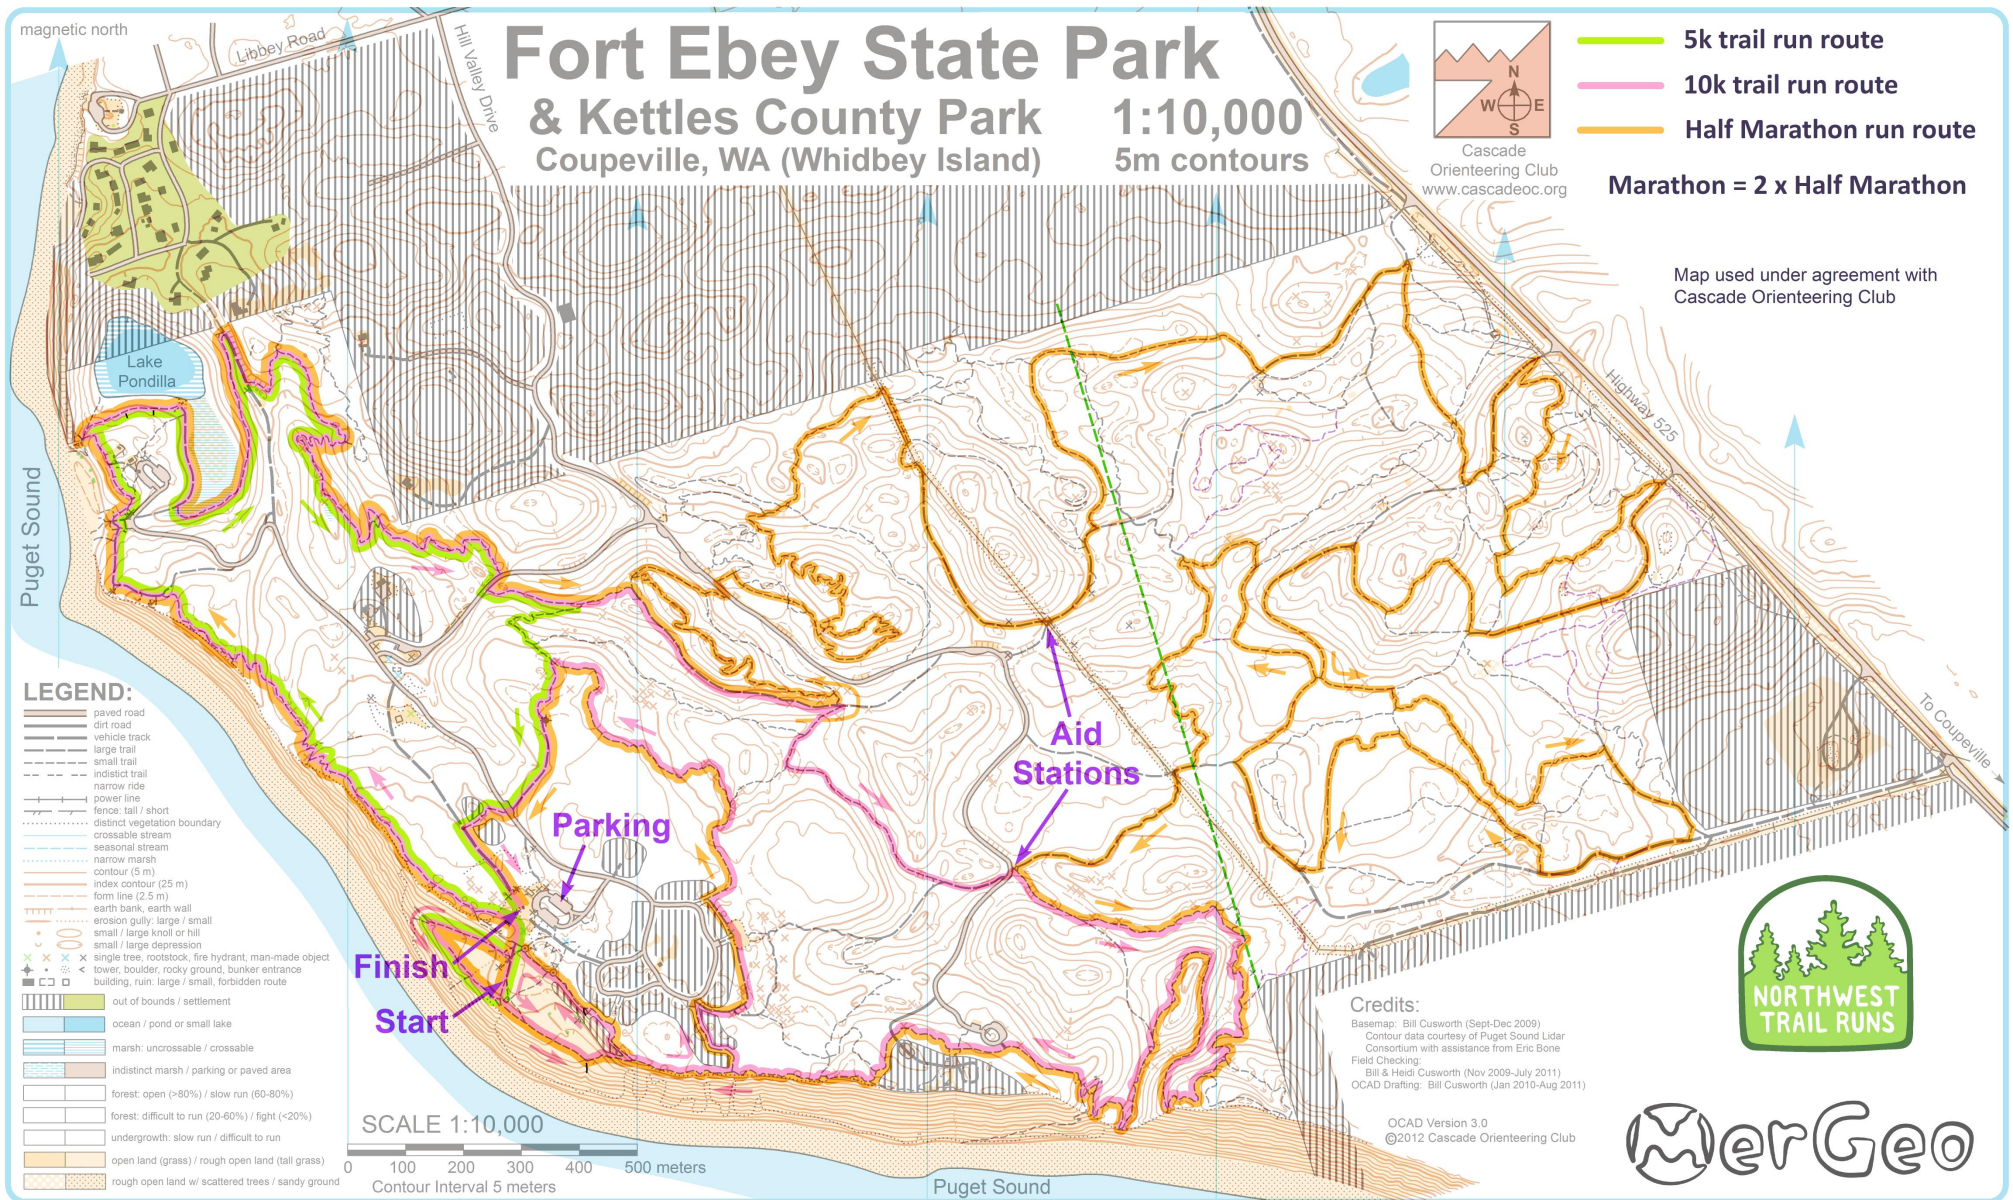 magnetic north
Libbey Road
Hill Valley Drive
Fort Ebey State Park
& Kettles County Park 1:10,000
Coupeville, WA (Whidbey Island) 5m contours
N
W E
S
Cascade
Orienteering Club
www.cascadeoc.org
5k trail run route
10k trail run route
Half Marathon run route
Marathon = 2 x Half Marathon
Map used under agreement with
Cascade Orienteering Club
Lake
Pondilla
Highway 525
Puget Sound
To Coupeville
Aid
Stations
Parking
Finish
Start
LEGEND:
paved road
dirt road
vehicle track
large trail
small trail
indistict trail
narrow ride
power line
fence: tall / short
distinct vegetation boundary
crossable stream
seasonal stream
narrow marsh
contour (5 m)
index contour (25 m)
form line (2.5 m)
earth bank, earth wall
erosion gully: large / small
small / large knoll or hill
small / large depression
single tree, rootstock, fire hydrant, man-made object
tower, boulder, rocky ground, bunker entrance
building, ruin: large / small, forbidden route
out of bounds / settlement
ocean / pond or small lake
marsh: uncrossable / crossable
indistinct marsh / parking or paved area
forest: open (>80%) / slow run (60-80%)
forest: difficult to run (20-60%) / fight (<20%)
undergrowth: slow run / difficult to run
open land (grass) / rough open land (tall grass)
rough open land w/ scattered trees / sandy ground
SCALE 1:10,000
0 100 200 300 400 500 meters
Contour Interval 5 meters
Puget Sound
Credits:
Basemap: Bill Cusworth (Sept-Dec 2009)
Contour data courtesy of Puget Sound Lidar
Consortium with assistance from Eric Bone
Field Checking:
Bill & Heidi Cusworth (Nov 2009-July 2011)
OCAD Drafting: Bill Cusworth (Jan 2010-Aug 2011)
OCAD Version 3.0
©2012 Cascade Orienteering Club
NORTHWEST
TRAIL RUNS
MerGeo